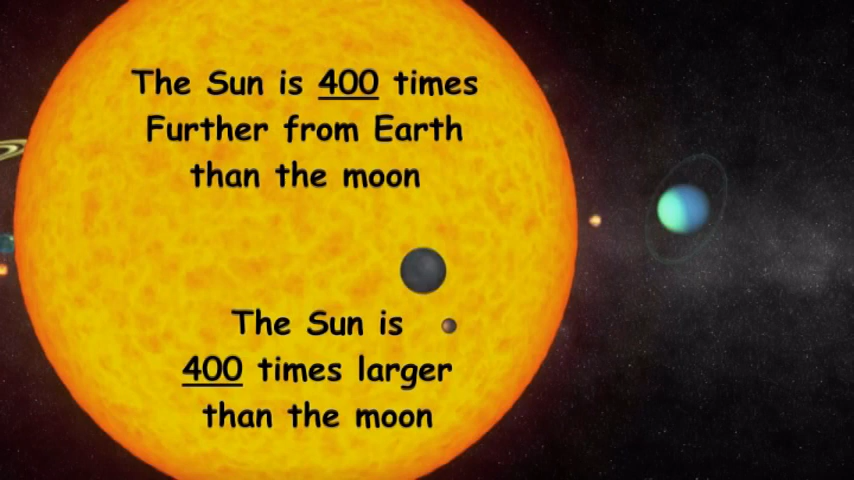 The Sun is 400 times
Further from Earth
than the moon
The Sun is
400 times larger
than the moon